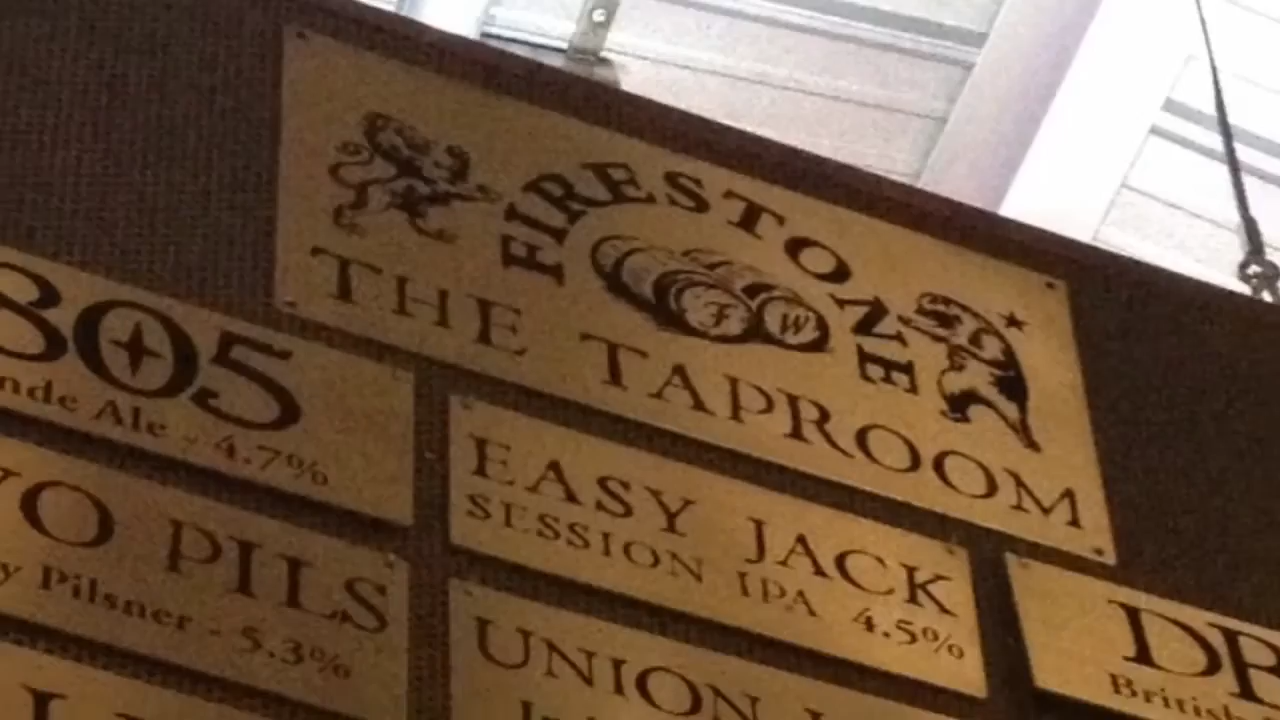 FIRESTONE
F W
THE TAPROOM
805
Ale - 4.7%
PILS
Pilsner - 5.3%
EASY JACK
SESSION IPA 4.5%
UNION
DB
British